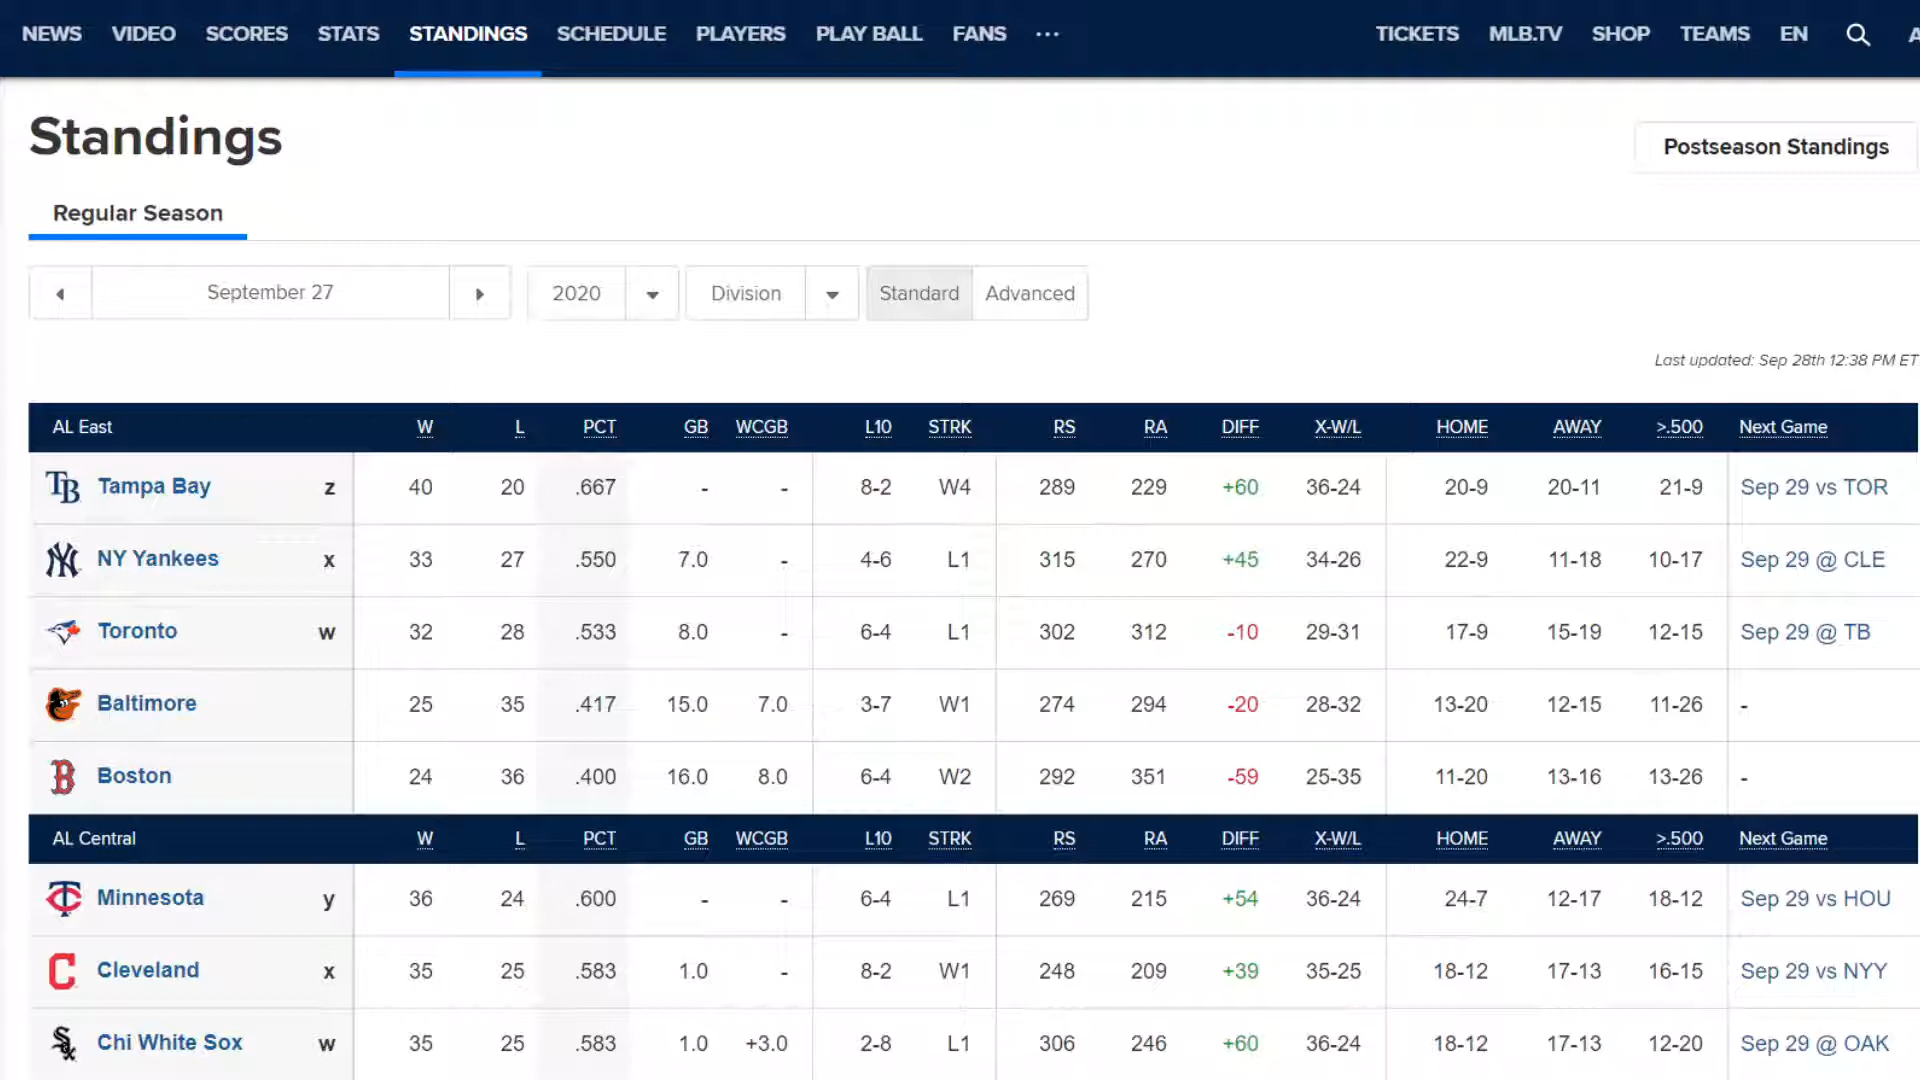 NEWS VIDEO SCORES STATS STANDINGS SCHEDULE PLAYERS PLAY BALL FANS ··· TICKETS MLB.TV SHOP TEAMS EN
Standings
Postseason Standings
Regular Season
September 27 2020 Division Standard Advanced
Last updated: Sep 28th 12:38 PM ET
AL East W L PCT GB WCGB L10 STRK RS RA DIFF X-W/L HOME AWAY >.500 Next Game
TB Tampa Bay z 40 20 .667 - - 8-2 W4 289 229 +60 36-24 20-9 20-11 21-9 Sep 29 vs TOR
NY NY Yankees x 33 27 .550 7.0 - 4-6 L1 315 270 +45 34-26 22-9 11-18 10-17 Sep 29 @ CLE
Toronto w 32 28 .533 8.0 - 6-4 L1 302 312 -10 29-31 17-9 15-19 12-15 Sep 29 @ TB
Baltimore 25 35 .417 15.0 7.0 3-7 W1 274 294 -20 28-32 13-20 12-15 11-26 -
B Boston 24 36 .400 16.0 8.0 6-4 W2 292 351 -59 25-35 11-20 13-16 13-26 -
AL Central W L PCT GB WCGB L10 STRK RS RA DIFF X-W/L HOME AWAY >.500 Next Game
TC Minnesota y 36 24 .600 - - 6-4 L1 269 215 +54 36-24 24-7 12-17 18-12 Sep 29 vs HOU
C Cleveland x 35 25 .583 1.0 - 8-2 W1 248 209 +39 35-25 18-12 17-13 16-15 Sep 29 vs NYY
Sox Chi White Sox w 35 25 .583 1.0 +3.0 2-8 L1 306 246 +60 36-24 18-12 17-13 12-20 Sep 29 @ OAK